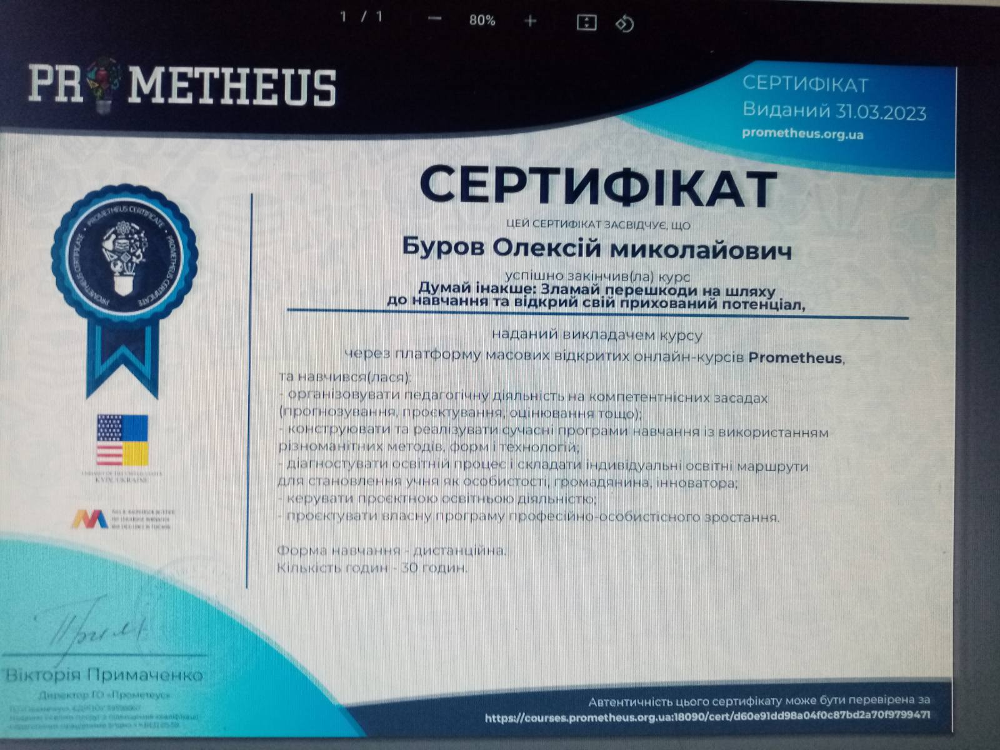 1 / 1
80%
PROMETHEUS
СЕРТИФІКАТ
Виданий 31.03.2023
prometheus.org.ua
СЕРТИФІКАТ
ЦЕЙ СЕРТИФІКАТ ЗАСВІДЧУЄ, ЩО
Буров Олексій миколайович
успішно закінчив(ла) курс
Думай інакше: Зламай перешкоди на шляху
до навчання та відкрий свій прихований потенціал,
наданий викладачем курсу
через платформу масових відкритих онлайн-курсів Prometheus,
та навчився(лася):
- організовувати педагогічну діяльність на компетентнісних засадах
(прогнозування, проєктування, оцінювання тощо);
- конструювати та реалізувати сучасні програми навчання із використанням
різноманітних методів, форм і технологій;
- діагностувати освітній процес і складати індивідуальні освітні маршрути
для становлення учня як особистості, громадянина, інноватора;
- керувати проєктною освітньою діяльністю;
- проєктувати власну програму професійно-особистісного зростання.
Форма навчання - дистанційна.
Кількість годин - 30 годин.
PROMETHEUS CERTIFICATE • PROMETHEUS CERTIFICATE • PROMETHEUS CERTIFICATE
EMBASSY OF THE UNITED STATES
KYIV, UKRAINE
Вікторія Примаченко
Директор ГО «Прометеус»
Автентичність цього сертифікату може бути перевірена за
https://courses.prometheus.org.ua:18090/cert/d60e91dd98a04f0c87bd2a70f9799471